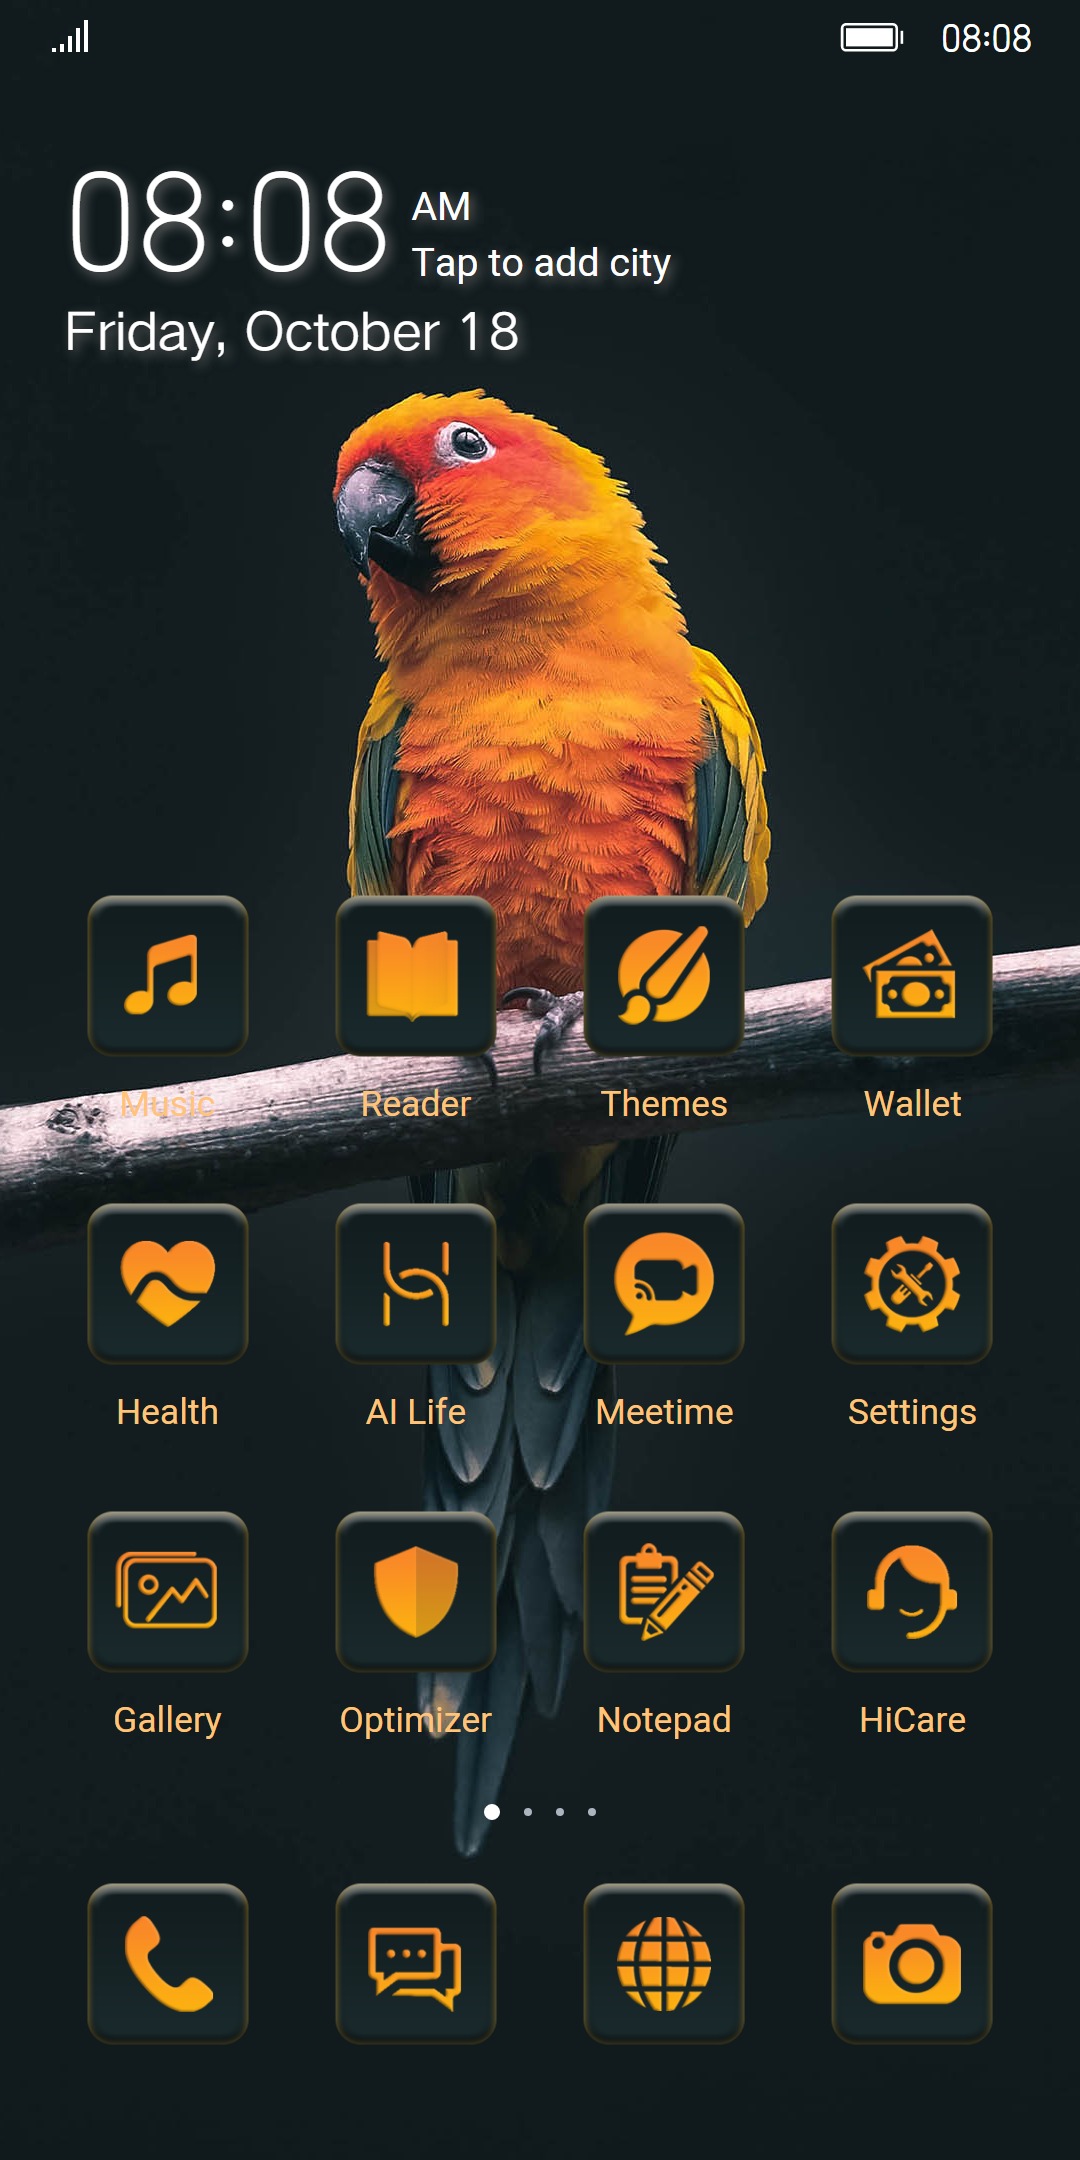 08:08
08:08 AM
Tap to add city
Friday, October 18
Music Reader Themes Wallet
Health AI Life Meetime Settings
Gallery Optimizer Notepad HiCare